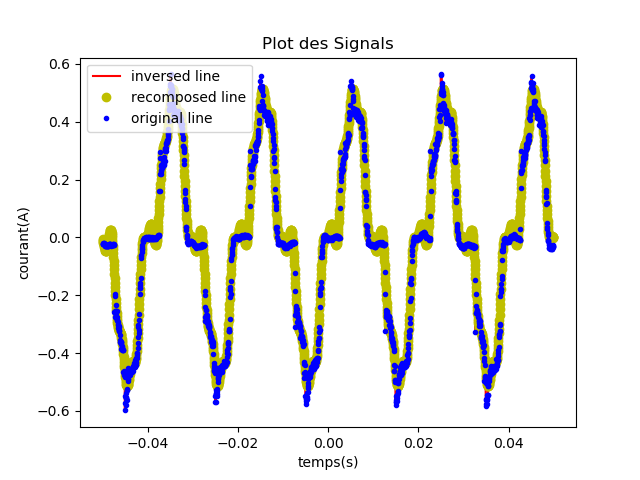 Plot des Signals
inversed line
recomposed line
original line
0.6
0.4
0.2
0.0
−0.2
−0.4
−0.6
courant(A)
−0.04
−0.02
0.00
0.02
0.04
temps(s)